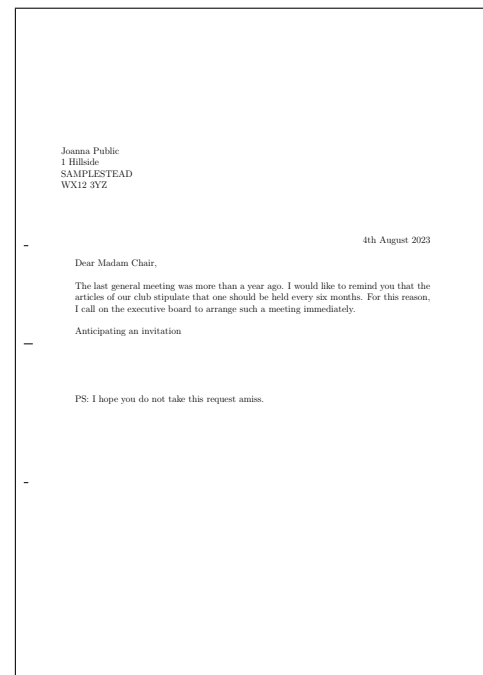 Joanna Public
1 Hillside
SAMPLESTEAD
WX12 3YZ
4th August 2023
Dear Madam Chair,
The last general meeting was more than a year ago. I would like to remind you that the
articles of our club stipulate that one should be held every six months. For this reason,
I call on the executive board to arrange such a meeting immediately.
Anticipating an invitation
PS: I hope you do not take this request amiss.